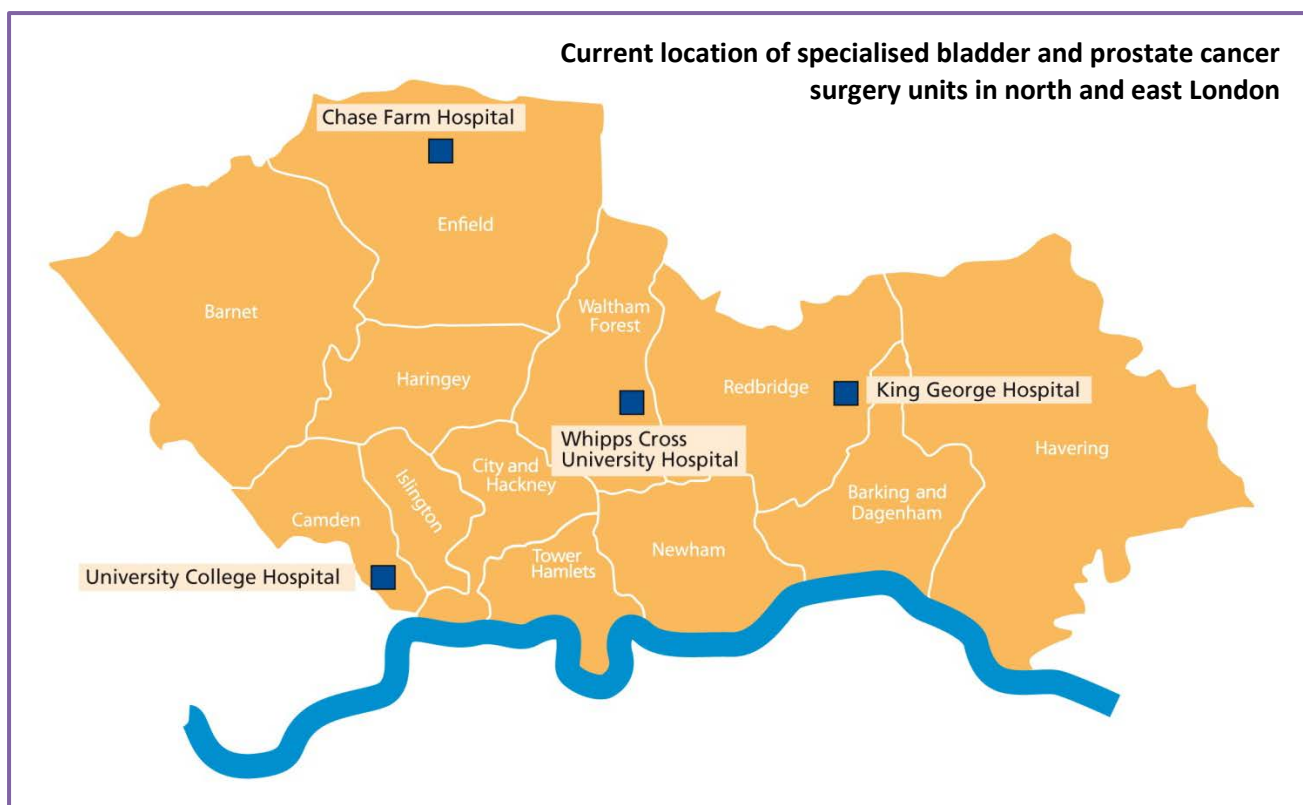 Current location of specialised bladder and prostate cancer
surgery units in north and east London
Chase Farm Hospital
Enfield
Barnet
Waltham
Forest
Haringey
Redbridge
King George Hospital
Whipps Cross
University Hospital
Havering
City and
Hackney
Islington
Barking and
Dagenham
Camden
Newham
Tower
Hamlets
University College Hospital